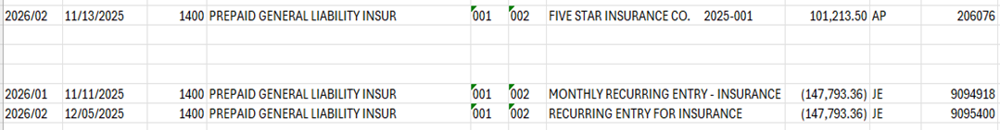 2026/02 11/13/2025 1400 PREPAID GENERAL LIABILITY INSUR 001 002 FIVE STAR INSURANCE CO. 2025-001 101,213.50 AP 206076
2026/01 11/11/2025 1400 PREPAID GENERAL LIABILITY INSUR 001 002 MONTHLY RECURRING ENTRY - INSURANCE (147,793.36) JE 9094918
2026/02 12/05/2025 1400 PREPAID GENERAL LIABILITY INSUR 001 002 RECURRING ENTRY FOR INSURANCE (147,793.36) JE 9095400